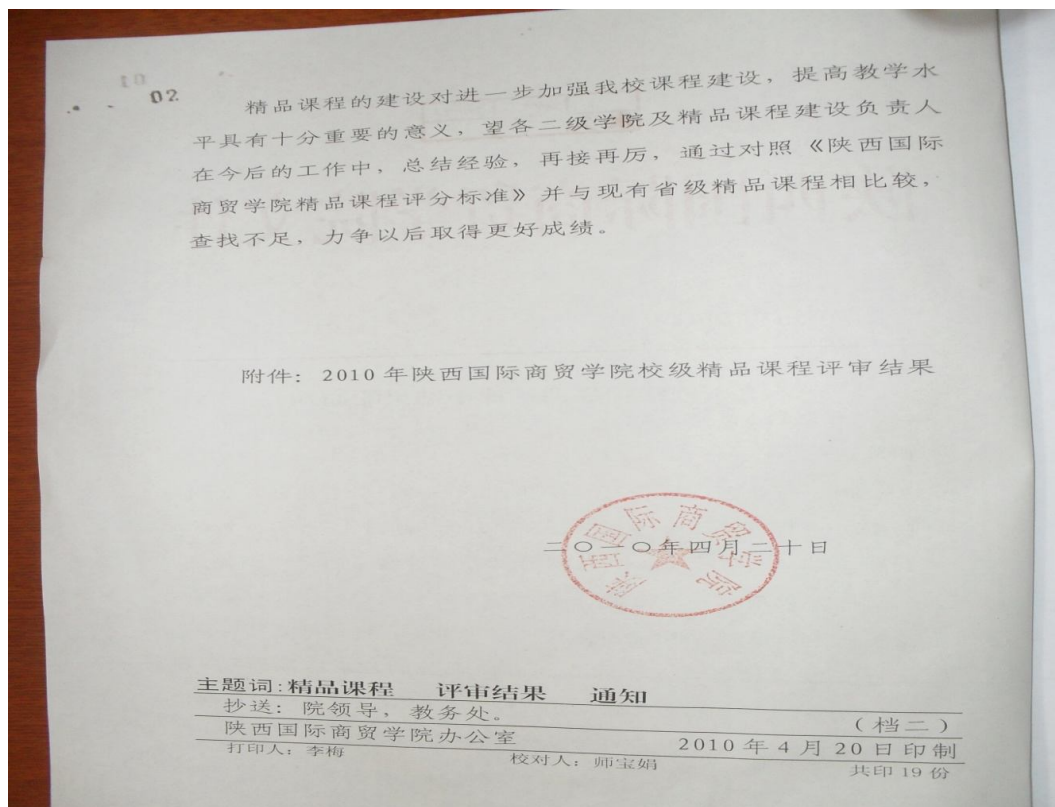 02
精品课程的建设对进一步加强我校课程建设，提高教学水
平具有十分重要的意义，望各二级学院及精品课程建设负责人
在今后的工作中，总结经验，再接再厉，通过对照《陕西国际
商贸学院精品课程评分标准》并与现有省级精品课程相比较，
查找不足，力争以后取得更好成绩。
附件：2010年陕西国际商贸学院校级精品课程评审结果
陕西国际商贸学院
二〇一〇年四月二十日
主题词:精品课程 评审结果 通知
抄送：院领导，教务处。
（档二）
陕西国际商贸学院办公室 2010年4月20日印制
打印人：李梅 校对人：师宝娟 共印19份